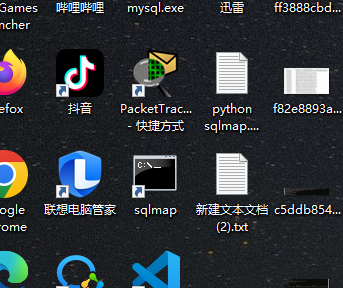 Games
哔哩哔哩
mysql.exe
迅雷
ff3888cbd...
ncher
efox
抖音
PacketTrac...
- 快捷方式
python
sqlmap....
f82e8893a...
ogle
rome
联想电脑管家
sqlmap
新建文本文档
(2).txt
c5ddb854...
C:\_